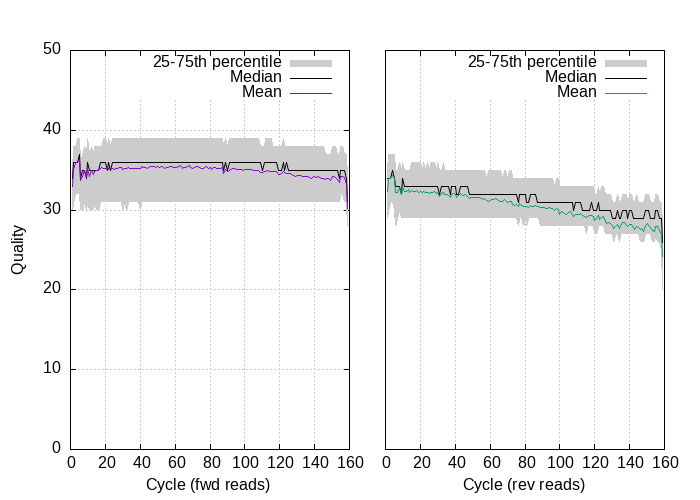 50
40
30
20
10
0
Quality
25-75th percentile
Median
Mean
0 20 40 60 80 100 120 140 160
Cycle (fwd reads)
25-75th percentile
Median
Mean
0 20 40 60 80 100 120 140 160
Cycle (rev reads)